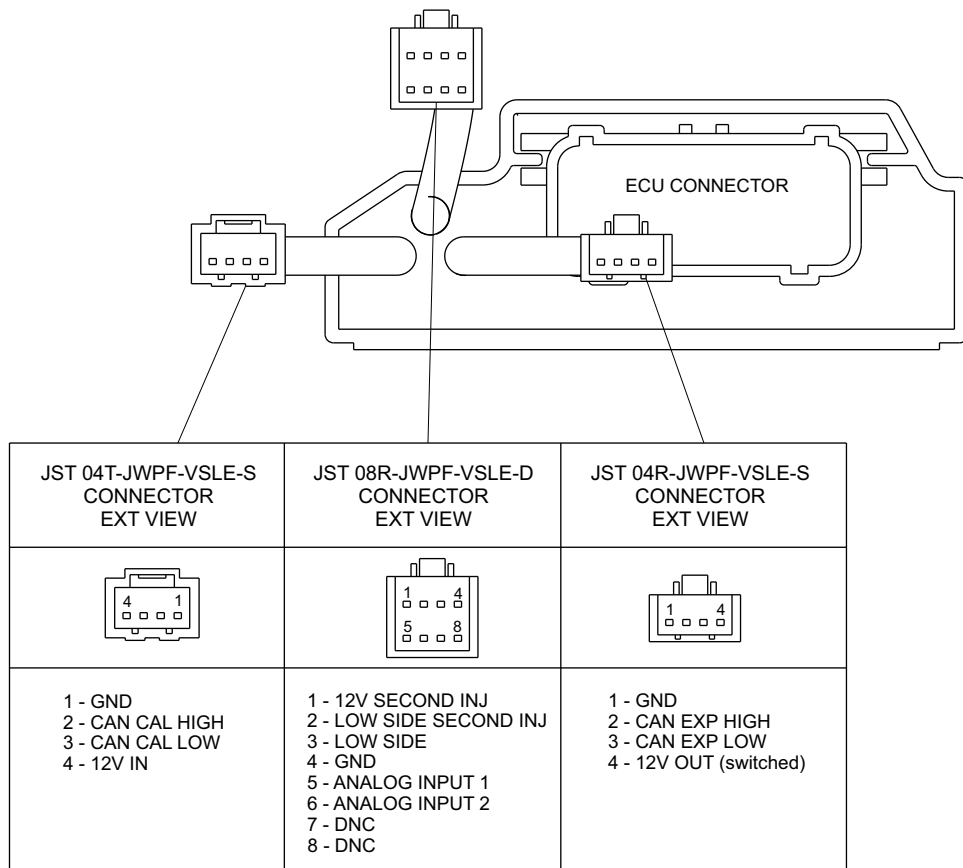 ECU CONNECTOR
JST 04T-JWPF-VSLE-S
CONNECTOR
EXT VIEW
JST 08R-JWPF-VSLE-D
CONNECTOR
EXT VIEW
JST 04R-JWPF-VSLE-S
CONNECTOR
EXT VIEW
4 1
1 4
5 8
1 4
1 - GND
2 - CAN CAL HIGH
3 - CAN CAL LOW
4 - 12V IN
1 - 12V SECOND INJ
2 - LOW SIDE SECOND INJ
3 - LOW SIDE
4 - GND
5 - ANALOG INPUT 1
6 - ANALOG INPUT 2
7 - DNC
8 - DNC
1 - GND
2 - CAN EXP HIGH
3 - CAN EXP LOW
4 - 12V OUT (switched)